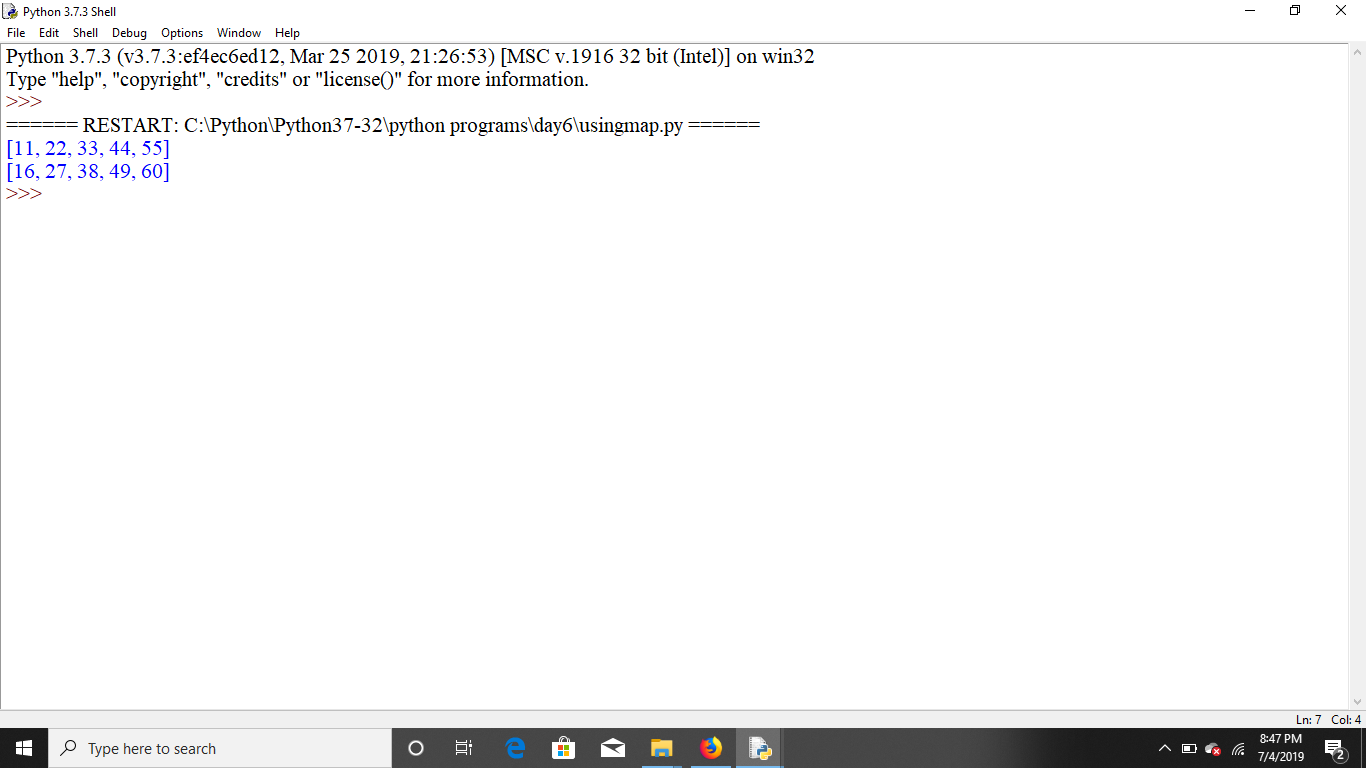 Python 3.7.3 Shell
File Edit Shell Debug Options Window Help
Python 3.7.3 (v3.7.3:ef4ec6ed12, Mar 25 2019, 21:26:53) [MSC v.1916 32 bit (Intel)] on win32
Type "help", "copyright", "credits" or "license()" for more information.
>>>
====== RESTART: C:\Python\Python37-32\python programs\day6\usingmap.py ======
[11, 22, 33, 44, 55]
[16, 27, 38, 49, 60]
>>>
Ln: 7 Col: 4
Type here to search
8:47 PM
7/4/2019
2